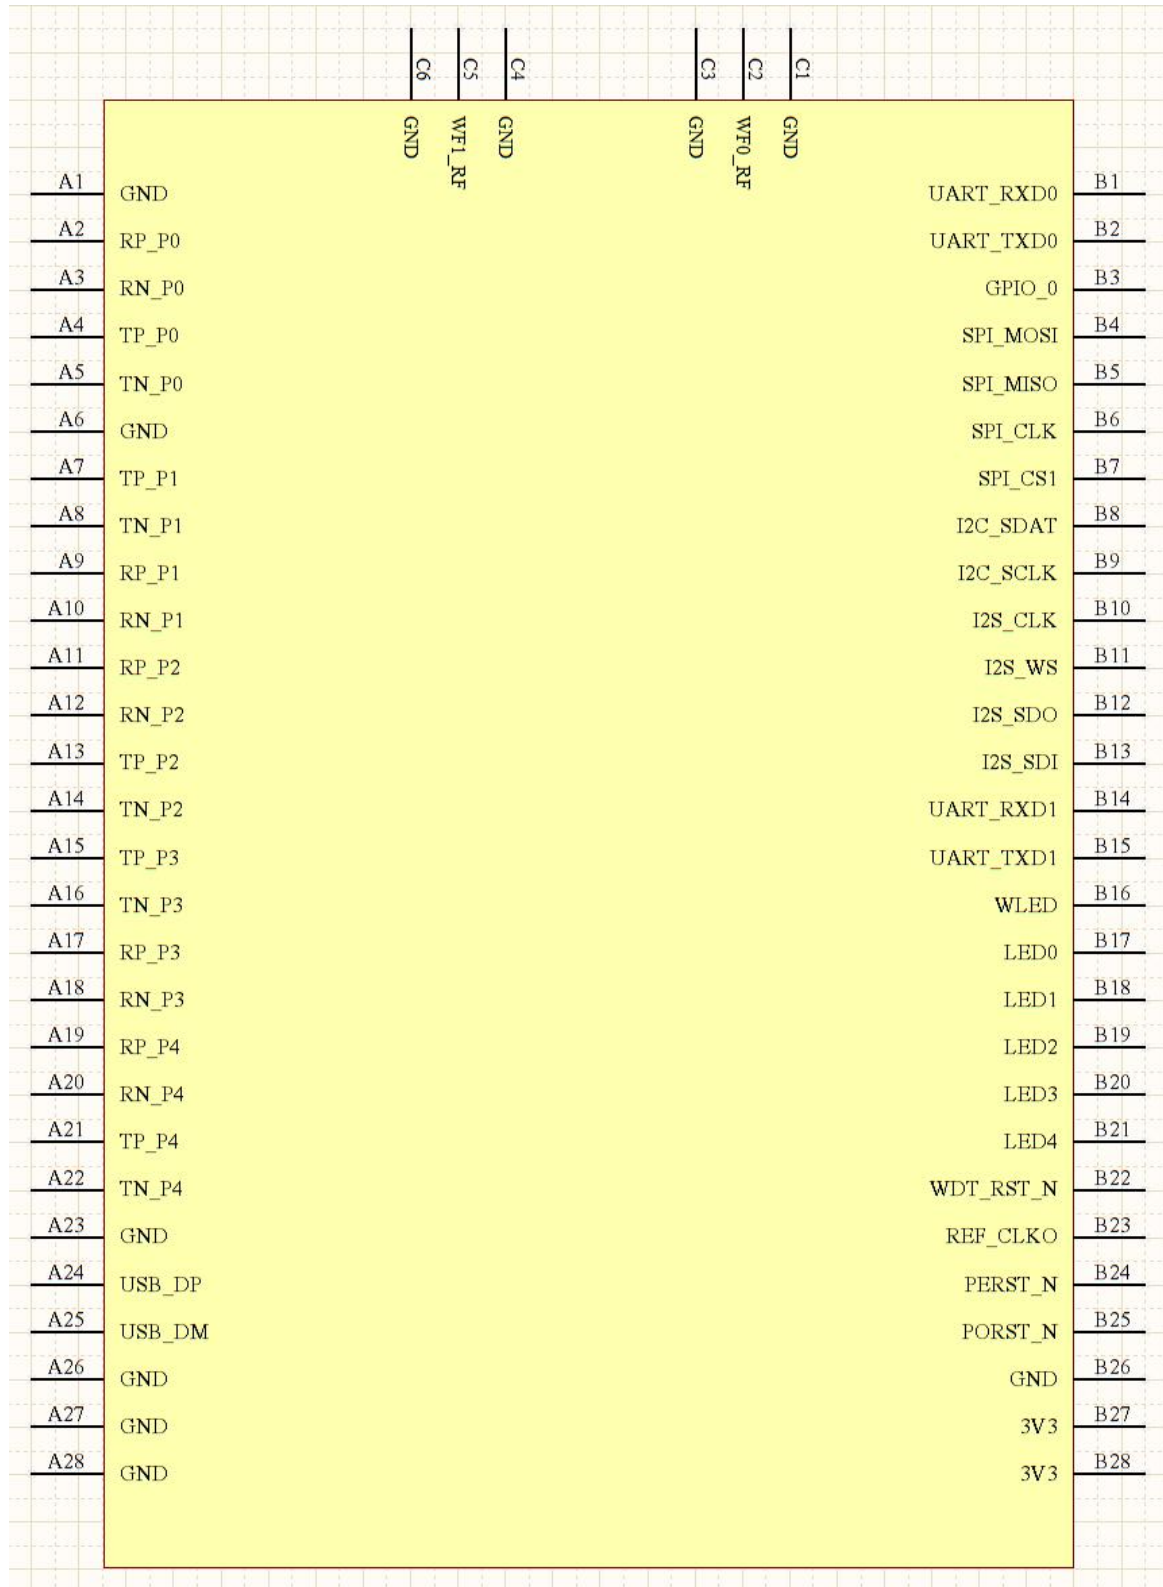 C6 C5 C4 C3 C2 C1
GND WF1_RF GND GND WF0_RF GND
A1 GND UART_RXD0 B1
A2 RP_P0 UART_TXD0 B2
A3 RN_P0 GPIO_0 B3
A4 TP_P0 SPI_MOSI B4
A5 TN_P0 SPI_MISO B5
A6 GND SPI_CLK B6
A7 TP_P1 SPI_CS1 B7
A8 TN_P1 I2C_SDAT B8
A9 RP_P1 I2C_SCLK B9
A10 RN_P1 I2S_CLK B10
A11 RP_P2 I2S_WS B11
A12 RN_P2 I2S_SDO B12
A13 TP_P2 I2S_SDI B13
A14 TN_P2 UART_RXD1 B14
A15 TP_P3 UART_TXD1 B15
A16 TN_P3 WLED B16
A17 RP_P3 LED0 B17
A18 RN_P3 LED1 B18
A19 RP_P4 LED2 B19
A20 RN_P4 LED3 B20
A21 TP_P4 LED4 B21
A22 TN_P4 WDT_RST_N B22
A23 GND REF_CLKO B23
A24 USB_DP PERST_N B24
A25 USB_DM PORST_N B25
A26 GND GND B26
A27 GND 3V3 B27
A28 GND 3V3 B28